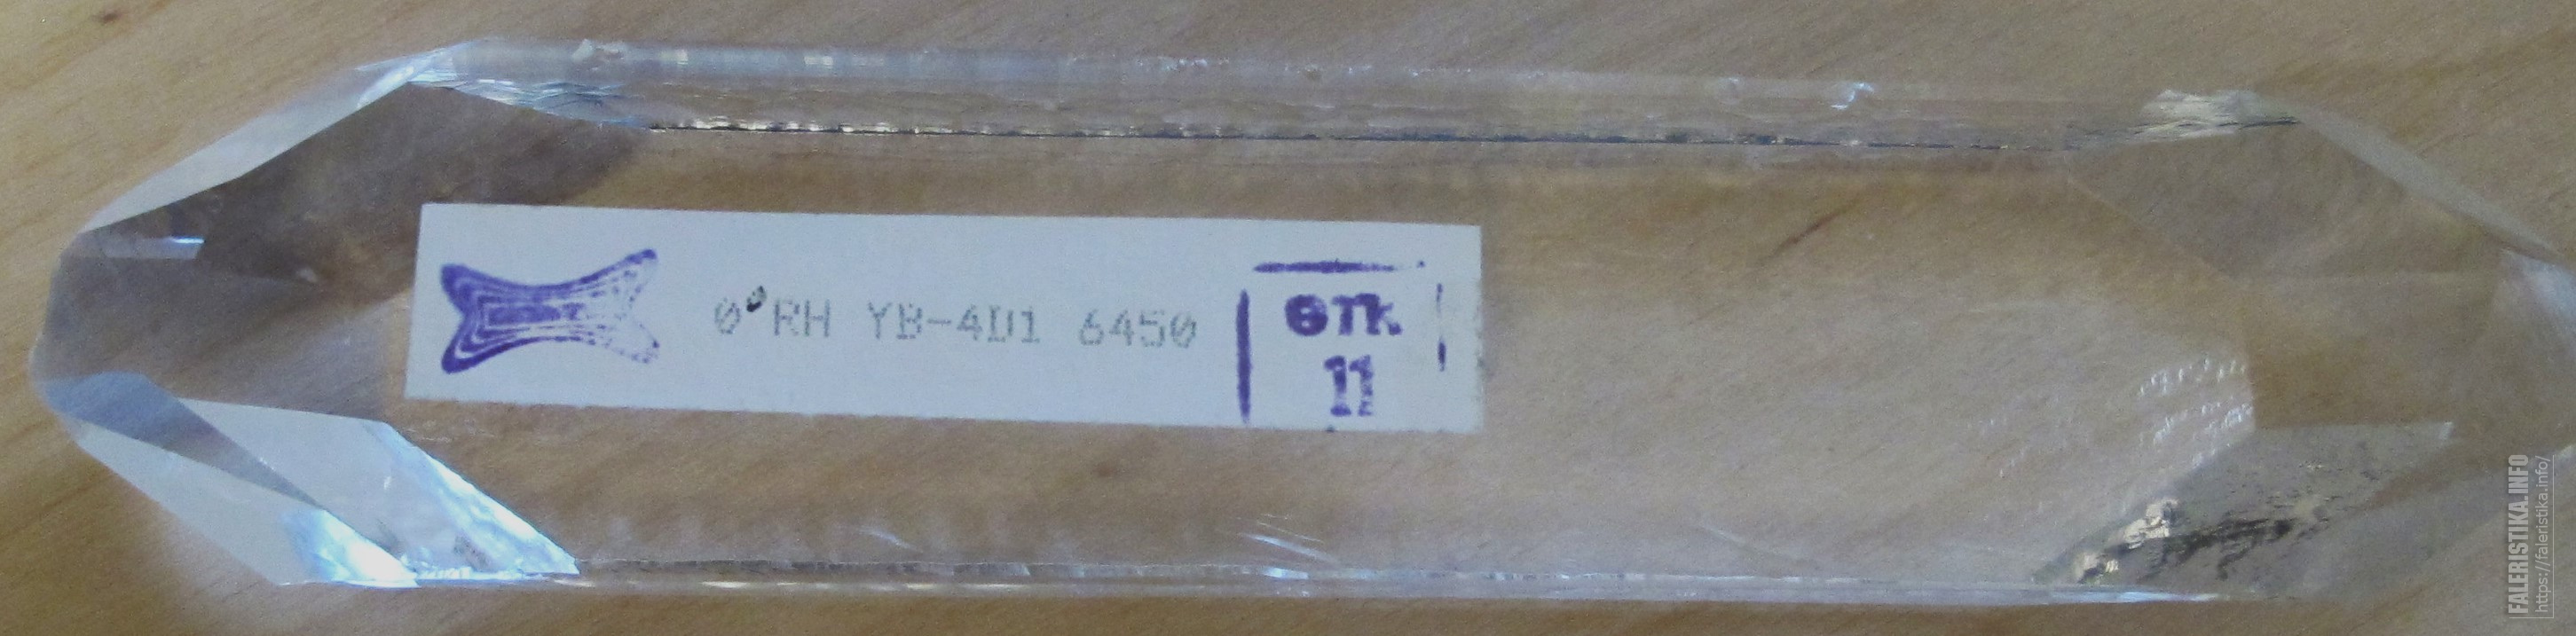 0°RH YB-4D1 6450
ОТК
11
FALERISTIKA.INFO
https://faleristika.info/